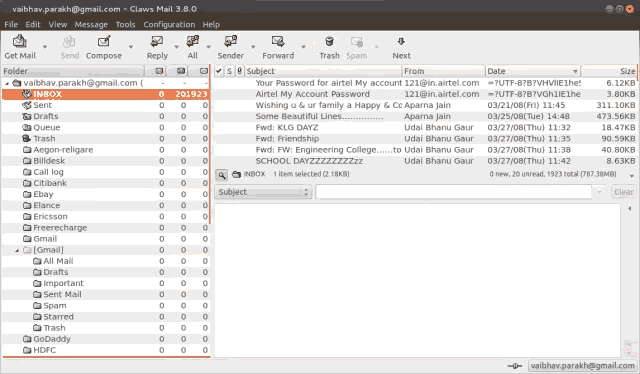 vaibhav.parakh@gmail.com – Claws Mail 3.8.0
File Edit View Message Tools Configuration Help
Get Mail Send Compose Reply All Sender Forward Trash Spam Next
Folder
vaibhav.parakh@gmail.com ( - - -
INBOX 0 20 1923
Sent 0 0 0
Drafts 0 0 0
Queue 0 0 0
Trash 0 0 0
Aegon-religare 0 0 0
Billdesk 0 0 0
Call log 0 0 0
Citibank 0 0 0
Ebay 0 0 0
Elance 0 0 0
Ericsson 0 0 0
Freerecharge 0 0 0
Gmail 0 0 0
[Gmail] 0 0 0
All Mail 0 0 0
Drafts 0 0 0
Important 0 0 0
Sent Mail 0 0 0
Spam 0 0 0
Starred 0 0 0
Trash 0 0 0
GoDaddy 0 0 0
HDFC 0 0 0
✔ S Subject From Date Size
Your Password for airtel My account 121@in.airtel.com 6.12KB
Airtel My Account Password 121@in.airtel.com 3.80KB
Wishing u & ur family a Happy & Cc Aparna Jain 03/21/08(Fri) 11:45 311.10KB
Some Beautiful Lines............... Aparna Jain 03/25/08(Tue) 14:48 473.56KB
Fwd: KLG DAYZ Udai Bhanu Gaur 03/27/08(Thu) 11:32 18.47KB
Fwd: Friendship Udai Bhanu Gaur 03/27/08(Thu) 11:35 90.59KB
Fwd: FW: Engineering College......to Udai Bhanu Gaur 03/27/08(Thu) 11:38 40.80KB
SCHOOL DAYZZZZZZZZzz Udai Bhanu Gaur 03/27/08(Thu) 11:42 8.63KB
INBOX 1 item selected (2.18KB) 0 new, 20 unread, 1923 total (787.38MB)
Subject Clear
vaibhav.parakh@gmail.com